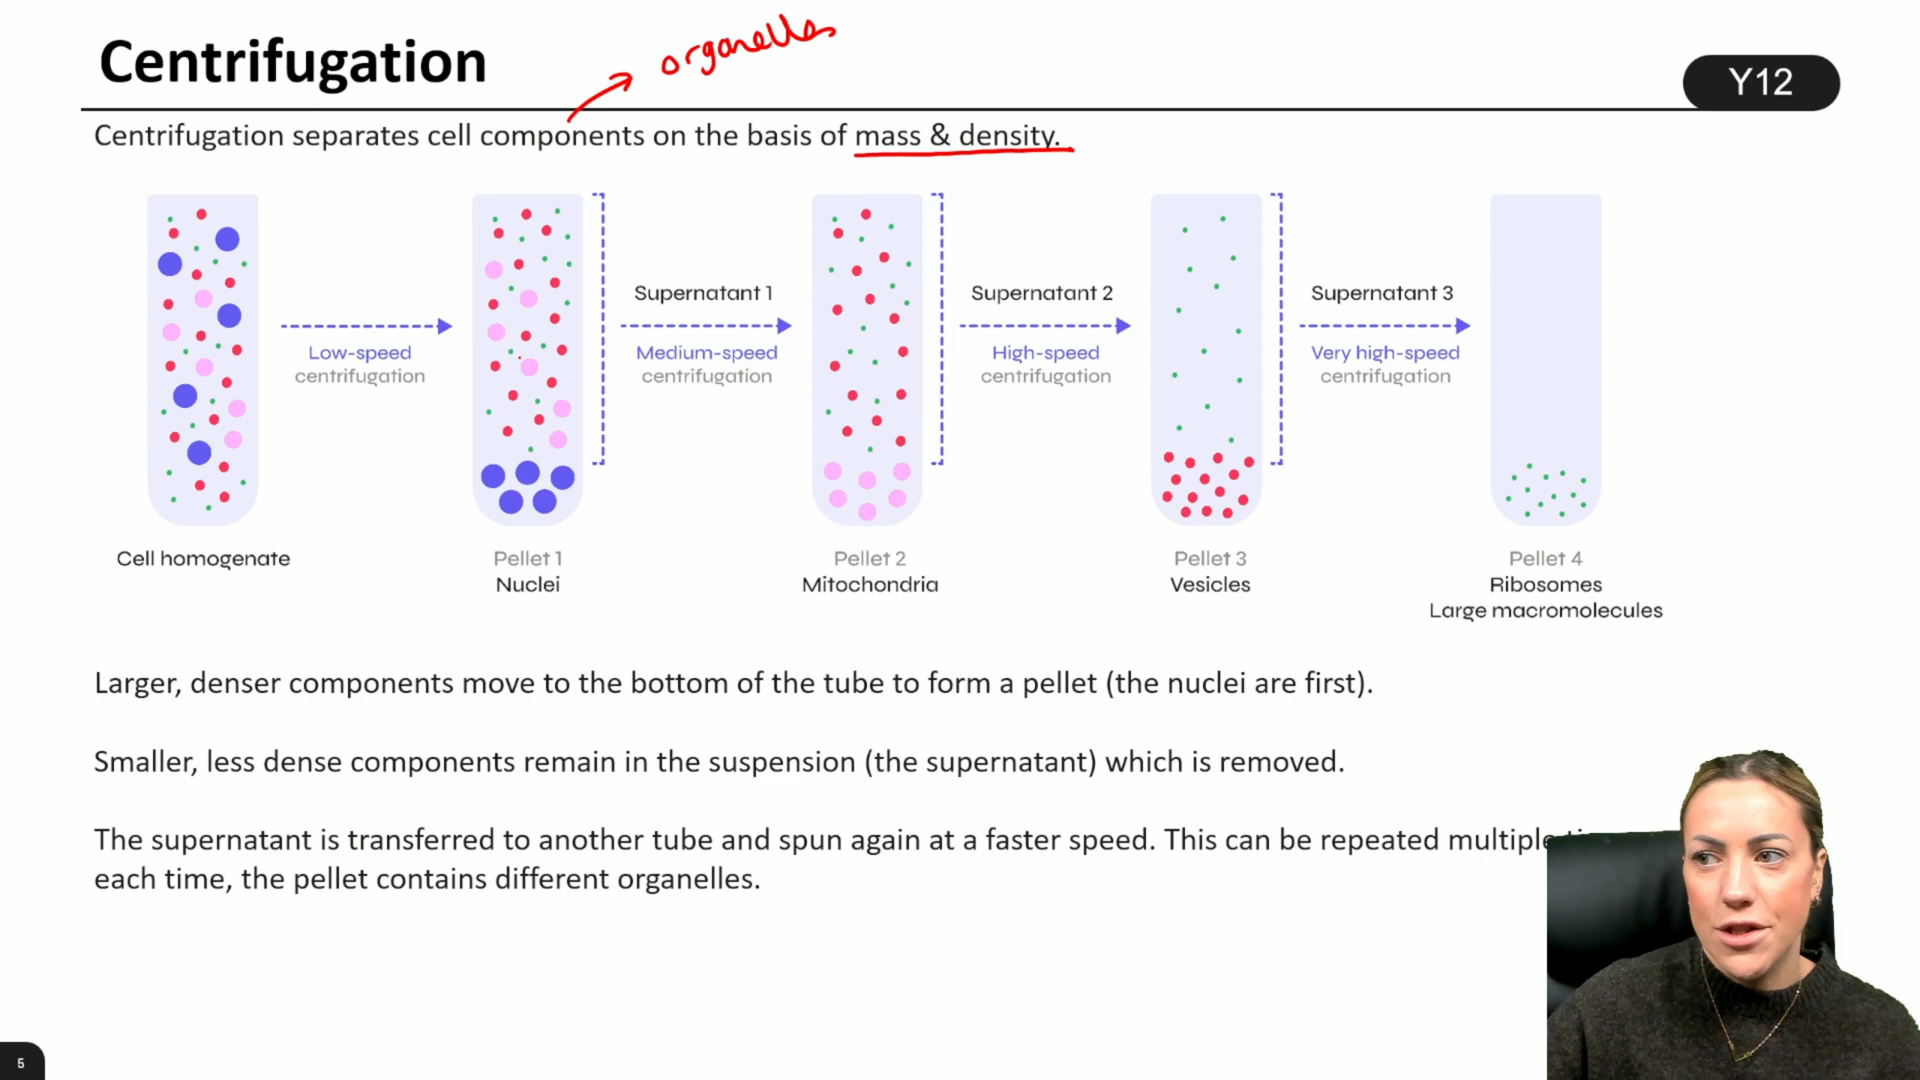 Centrifugation
organelles
Y12
Centrifugation separates cell components on the basis of mass & density.
Supernatant 1
Supernatant 2
Supernatant 3
Low-speed
centrifugation
Medium-speed
centrifugation
High-speed
centrifugation
Very high-speed
centrifugation
Cell homogenate
Pellet 1
Nuclei
Pellet 2
Mitochondria
Pellet 3
Vesicles
Pellet 4
Ribosomes
Large macromolecules
Larger, denser components move to the bottom of the tube to form a pellet (the nuclei are first).
Smaller, less dense components remain in the suspension (the supernatant) which is removed.
The supernatant is transferred to another tube and spun again at a faster speed. This can be repeated multiple
each time, the pellet contains different organelles.
5